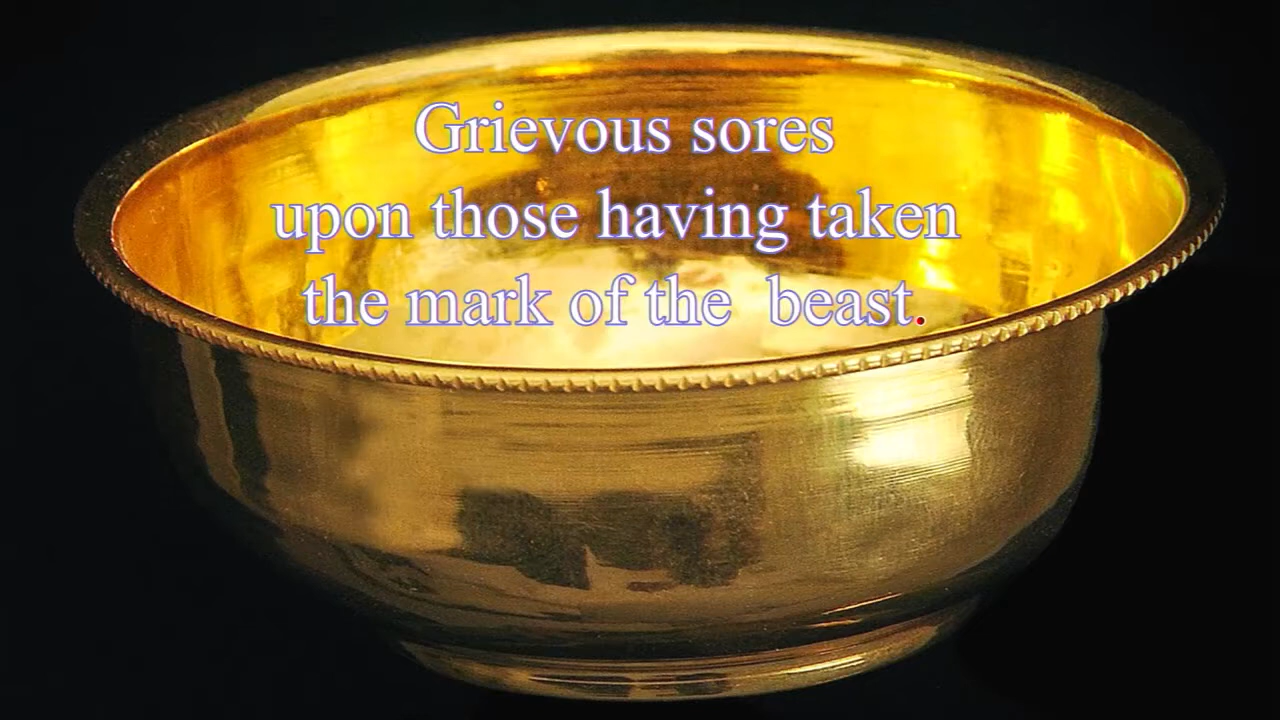 Grievous sores
upon those having taken
the mark of the  beast.